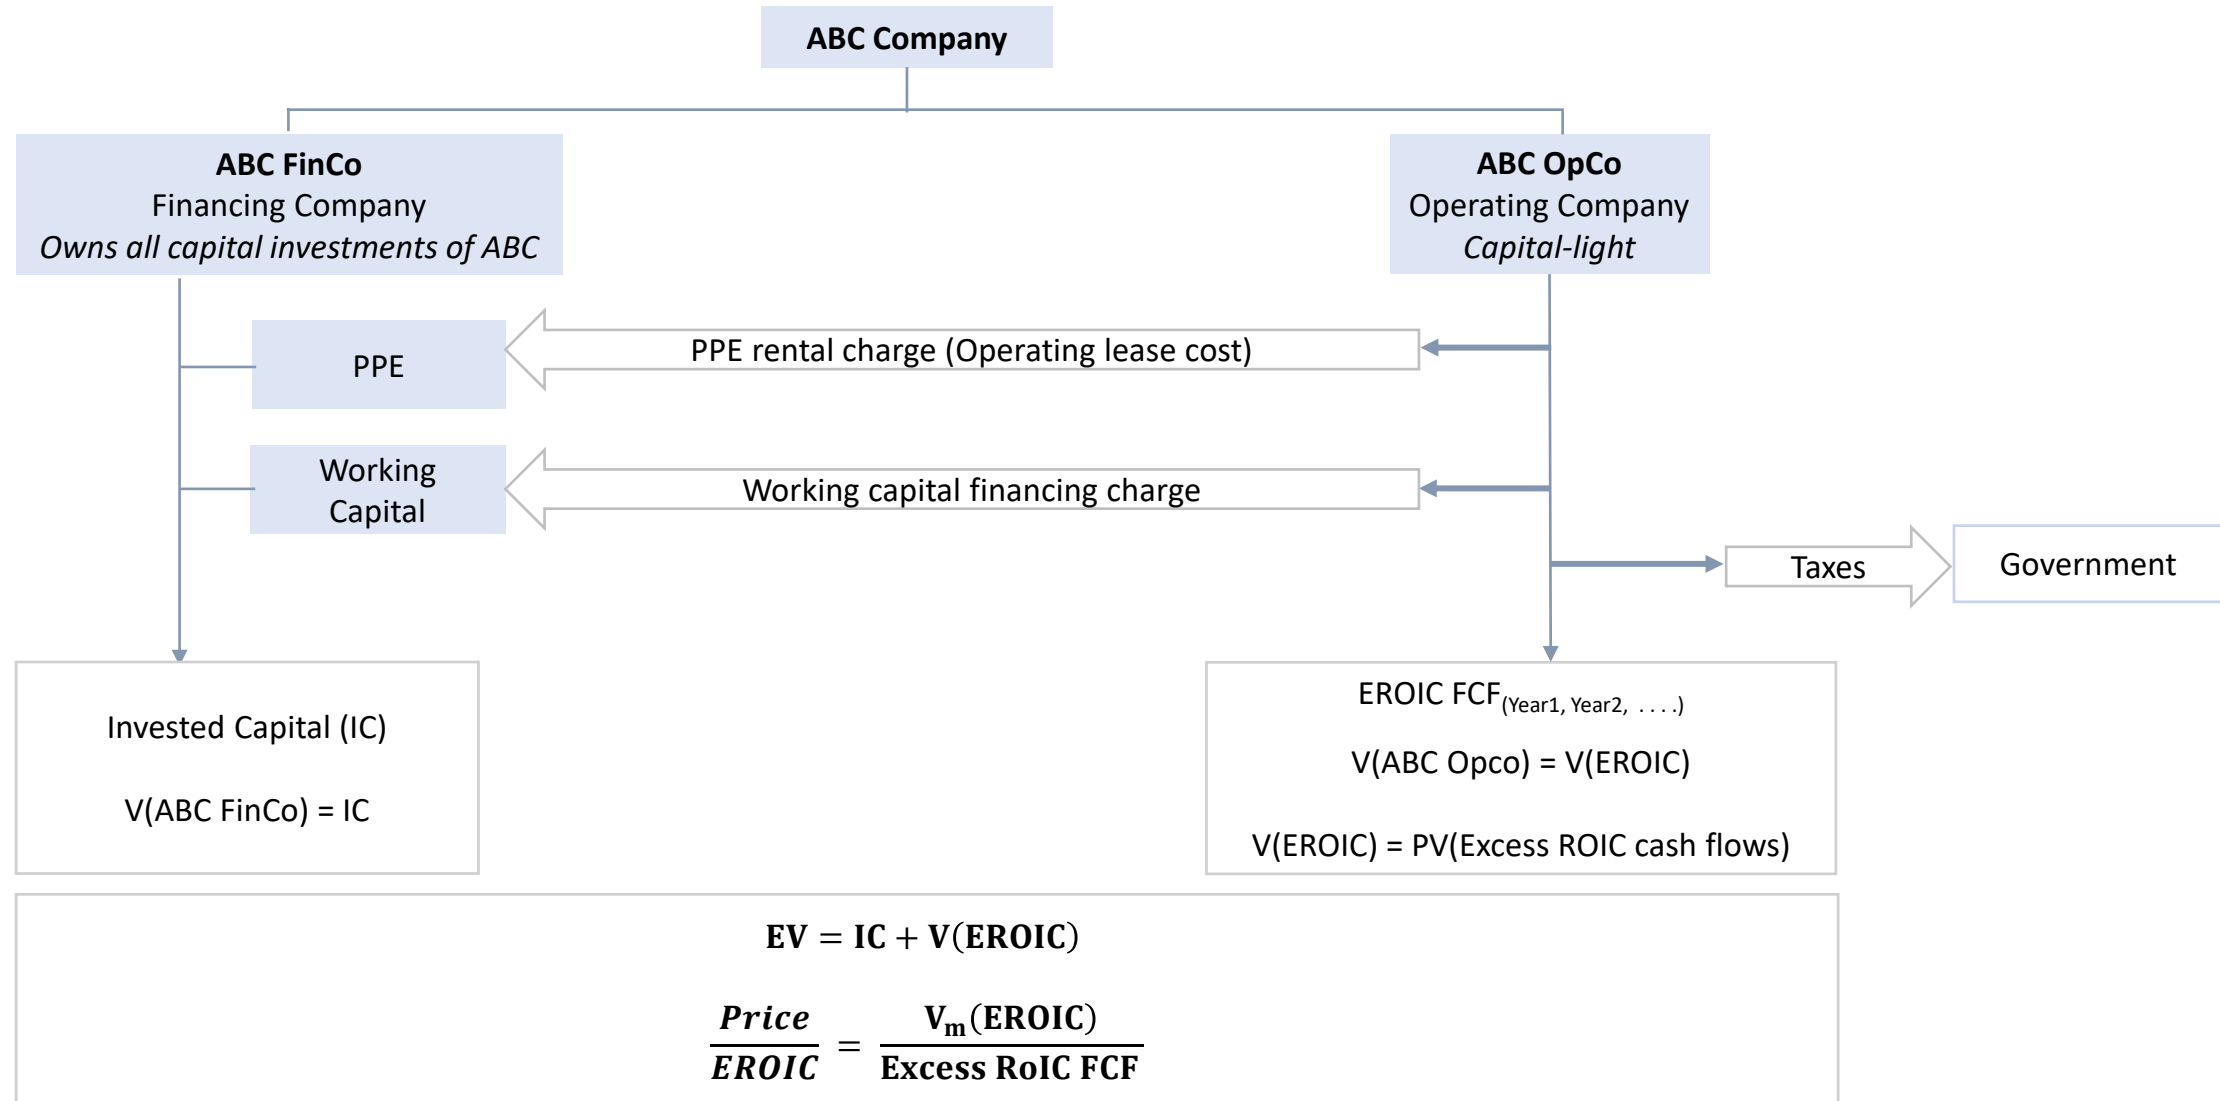 ABC Company
ABC FinCo
Financing Company
Owns all capital investments of ABC
ABC OpCo
Operating Company
Capital-light
PPE
PPE rental charge (Operating lease cost)
Working
Capital
Working capital financing charge
Taxes
Government
Invested Capital (IC)
V(ABC FinCo) = IC
EROIC FCF(Year1, Year2, . . . .)
V(ABC Opco) = V(EROIC)
V(EROIC) = PV(Excess ROIC cash flows)
EV = IC + V(EROIC)
Price / EROIC = Vm(EROIC) / Excess RoIC FCF